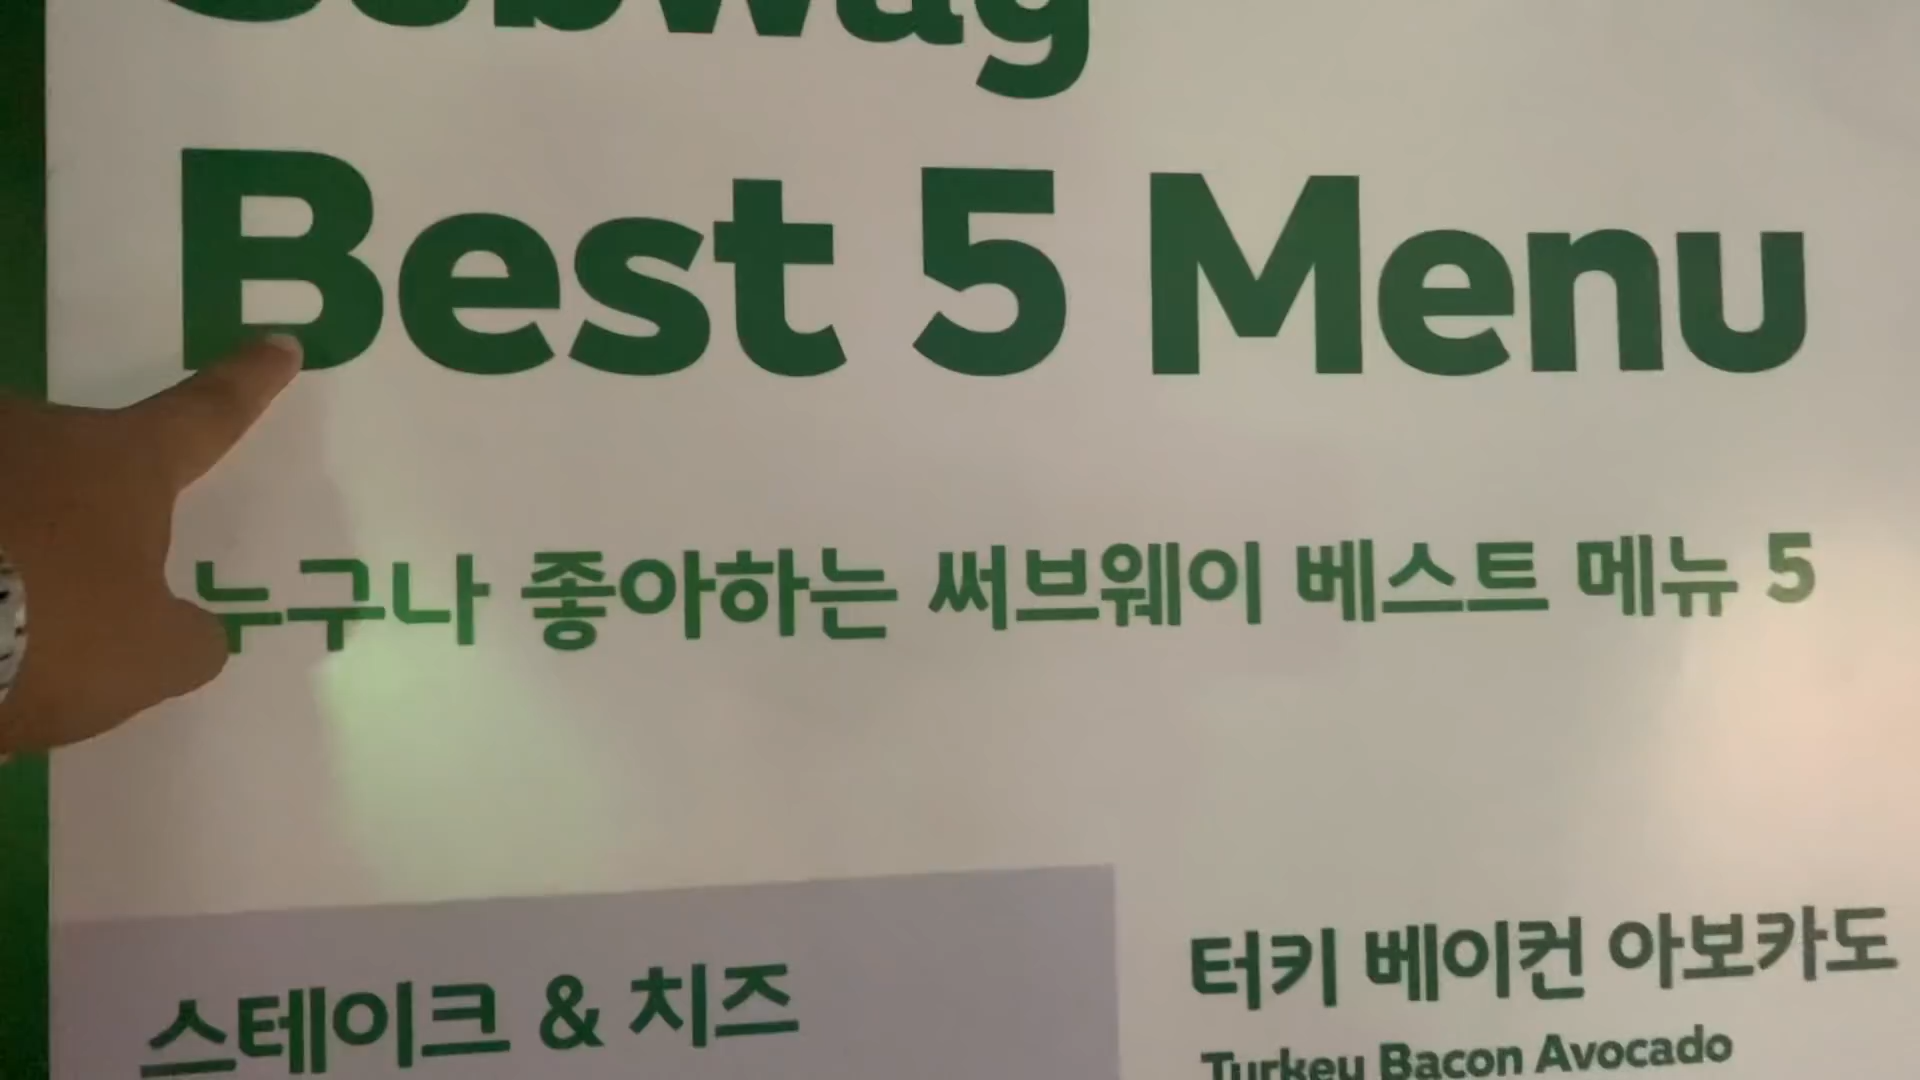 Subway
Best 5 Menu
누구나 좋아하는 써브웨이 베스트 메뉴 5
스테이크 & 치즈
터키 베이컨 아보카도
Turkey Bacon Avocado